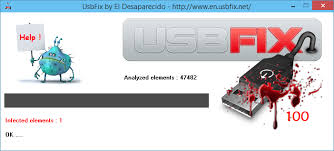 UsbFix by El Desaparecido - http://www.en.usbfix.net/
Help !
USBFIX
Analyzed elements : 47482
100
Infected elements : 1
OK ....